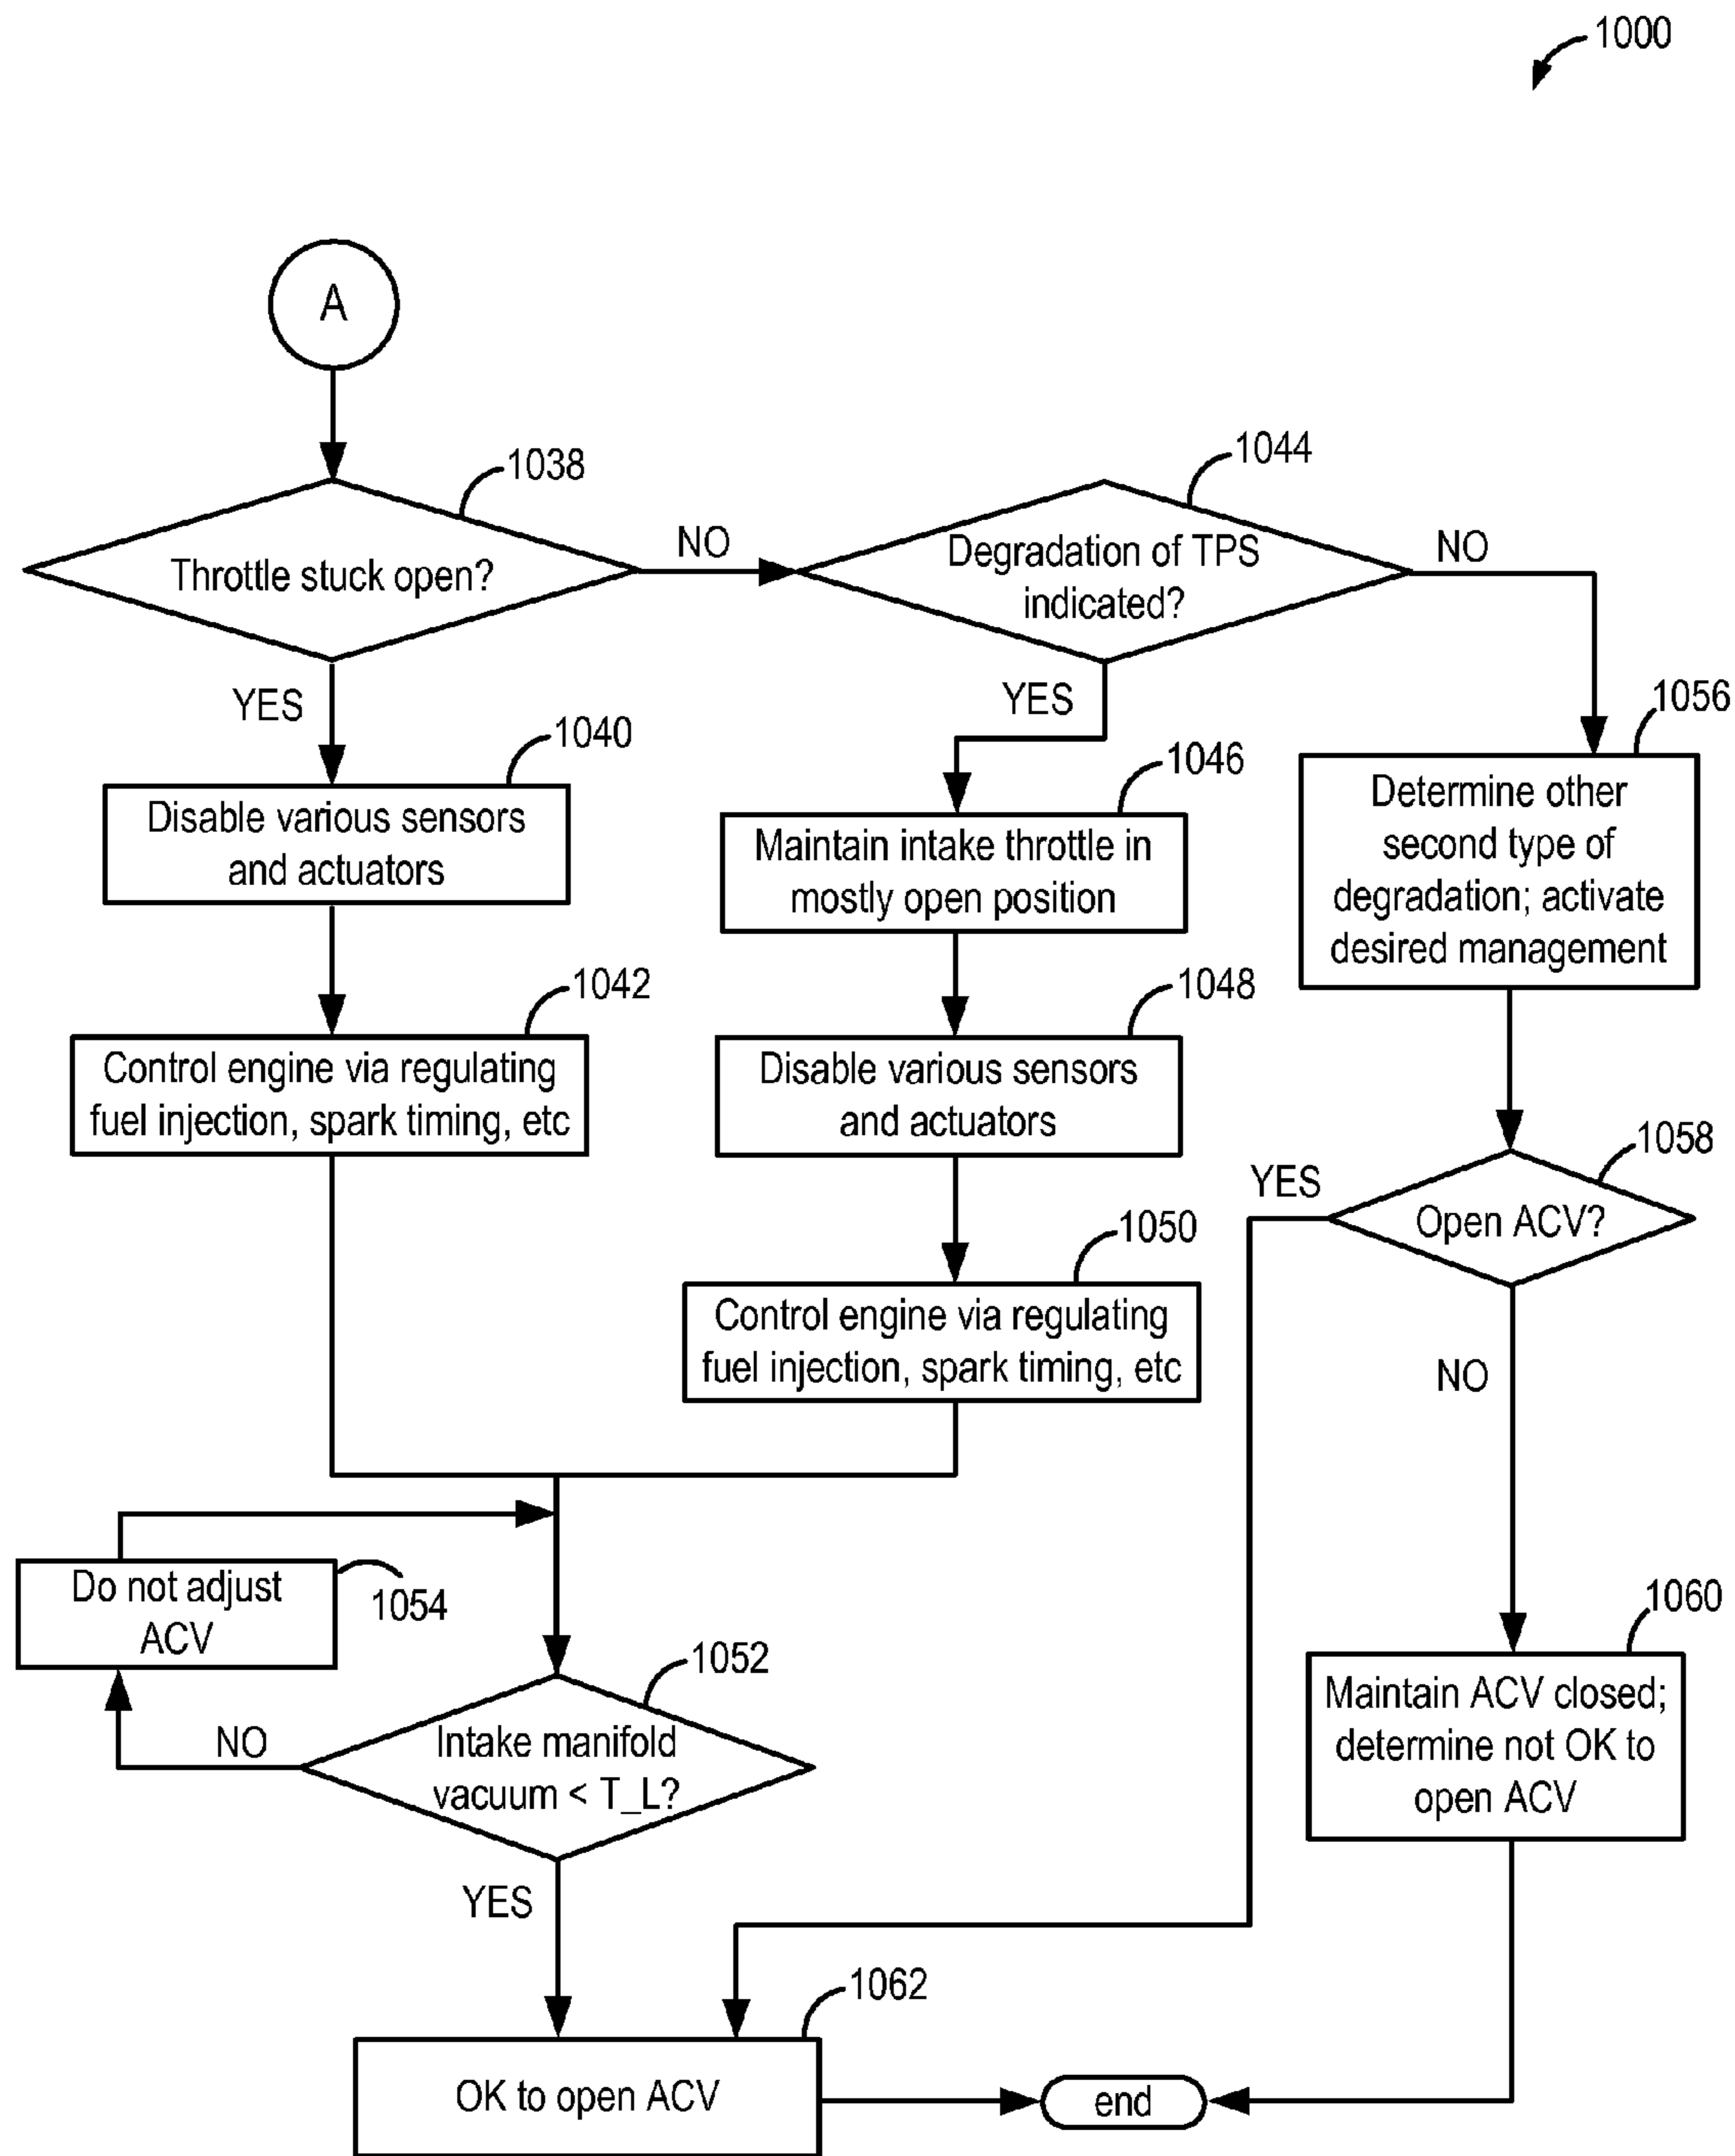 1000
A
1038
Throttle stuck open?
NO
1044
Degradation of TPS
indicated?
NO
YES
1040
Disable various sensors
and actuators
1042
Control engine via regulating
fuel injection, spark timing, etc
YES
1046
Maintain intake throttle in
mostly open position
1048
Disable various sensors
and actuators
1050
Control engine via regulating
fuel injection, spark timing, etc
1056
Determine other
second type of
degradation; activate
desired management
1058
Open ACV?
YES
NO
1054
Do not adjust
ACV
1052
Intake manifold
vacuum < T_L?
NO
YES
1060
Maintain ACV closed;
determine not OK to
open ACV
1062
OK to open ACV
end